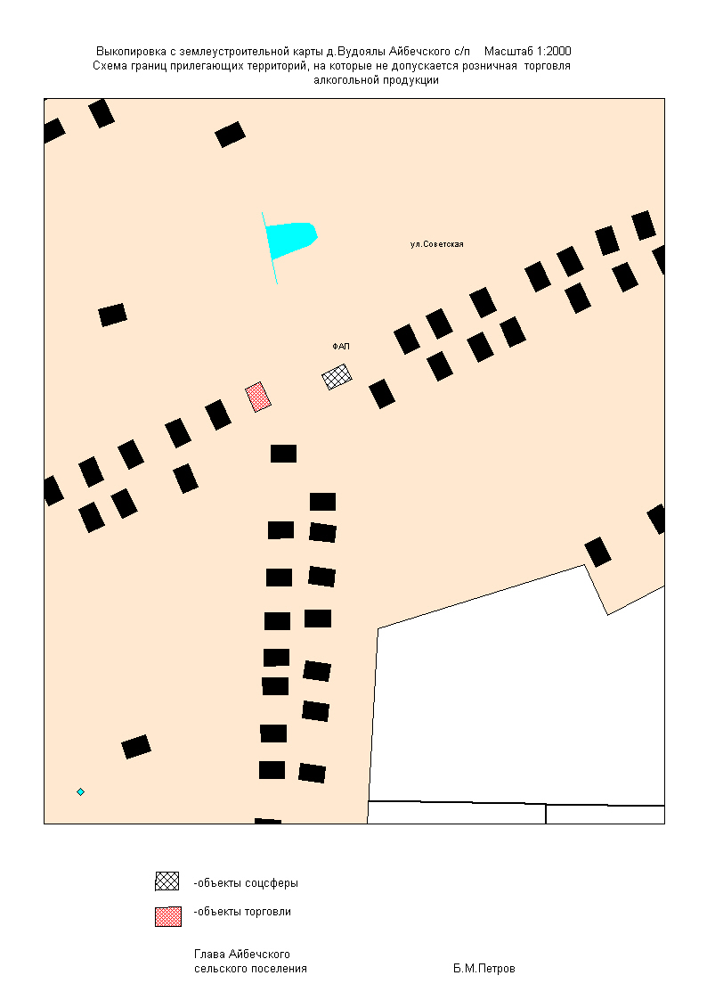 Выкопировка с землеустроительной карты д.Вудоялы Айбечского с/п Масштаб 1:2000
Схема границ прилегающих территорий, на которые не допускается розничная торговля
алкогольной продукции
ул.Советская
ФАП
-объекты соцсферы
-объекты торговли
Глава Айбечского
сельского поселения Б.М.Петров